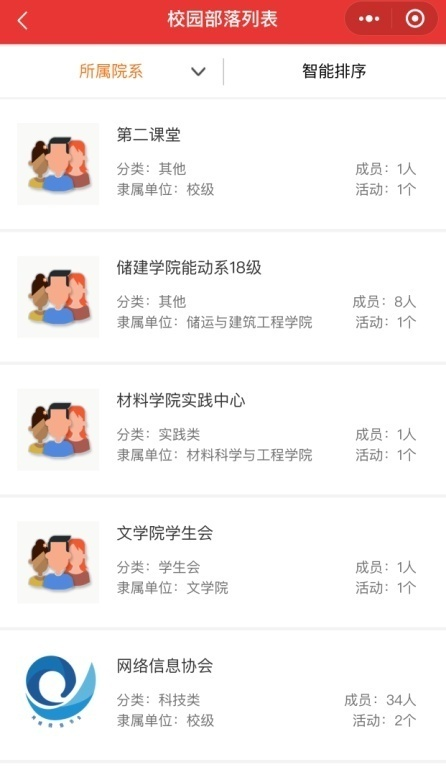 校园部落列表
所属院系 智能排序
第二课堂
分类：其他 成员：1人
隶属单位：校级 活动：1个
储建学院能动系18级
分类：其他 成员：8人
隶属单位：储运与建筑工程学院 活动：1个
材料学院实践中心
分类：实践类 成员：1人
隶属单位：材料科学与工程学院 活动：1个
文学院学生会
分类：学生会 成员：1人
隶属单位：文学院 活动：1个
网络信息协会
分类：科技类 成员：34人
隶属单位：校级 活动：2个